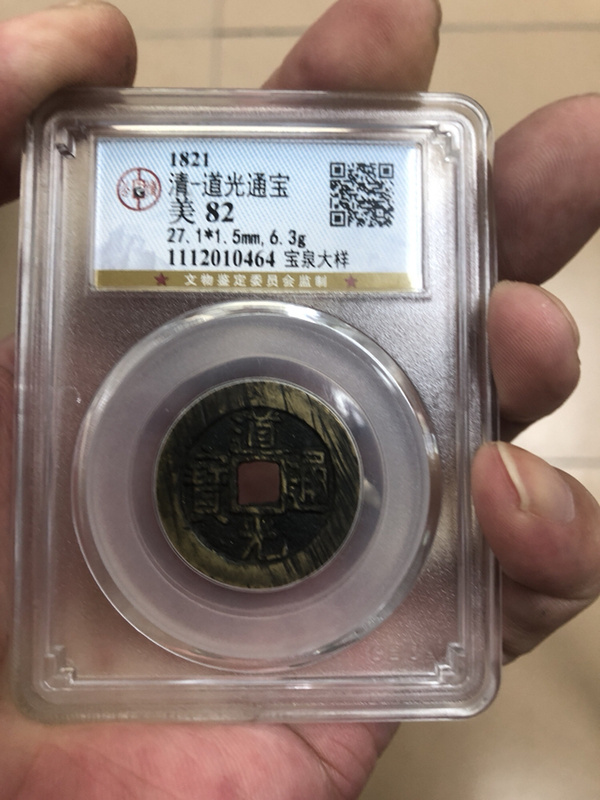 1821
清-道光通宝
美 82
27.1*1.5mm,6.3g
1112010464 宝泉大样
★ 文物鉴定委员会监制 ★
道
寶 通
光